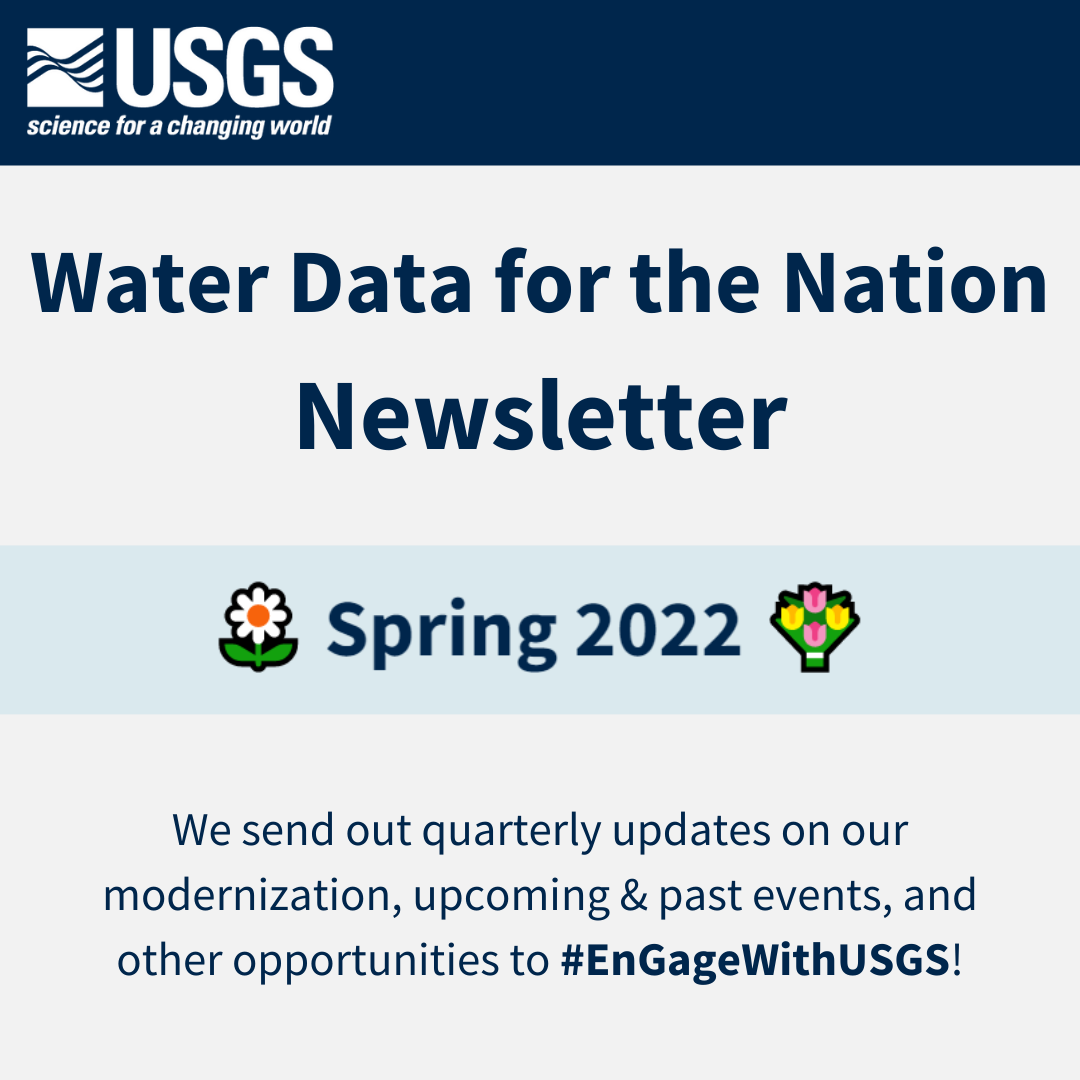 USGS
science for a changing world
Water Data for the Nation
Newsletter
Spring 2022
We send out quarterly updates on our
modernization, upcoming & past events, and
other opportunities to #EnGageWithUSGS!